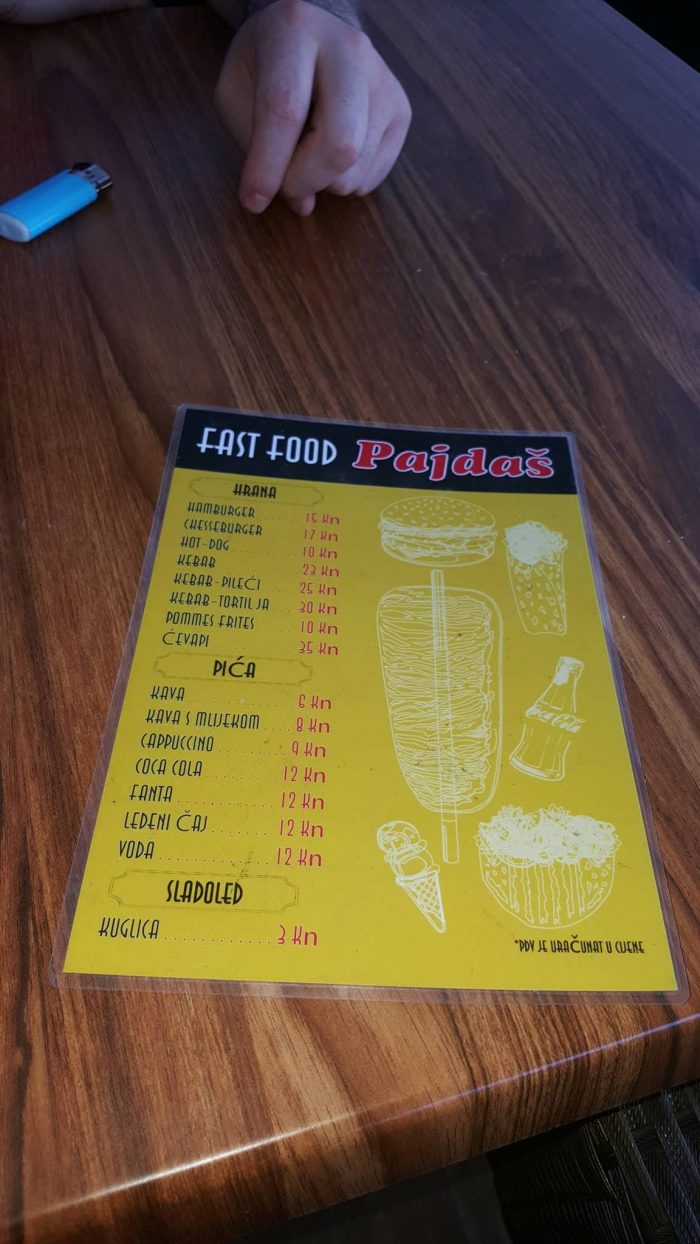 FAST FOOD Pajdaš
HRANA
HAMBURGER ........ 15 Kn
CHESSEBURGER ........ 17 Kn
HOT-DOG ............ 10 Kn
KEBAB ............ 23 Kn
KEBAB-PILEĆI ........ 25 Kn
KEBAB-TORTILJA ..... 30 Kn
POMMES FRITES ....... 10 Kn
ĆEVAPI ............ 35 Kn
PIĆA
KAVA ............ 6 Kn
KAVA S MLIJEKOM .... 8 Kn
CAPPUCCINO ........ 9 Kn
COCA COLA ......... 12 Kn
FANTA ............ 12 Kn
LEDENI ČAJ ........ 12 Kn
VODA ............ 12 Kn
SLADOLED
KUGLICA ............ 3 Kn
Coca-Cola
*PDV JE URAČUNAT U CIJENE